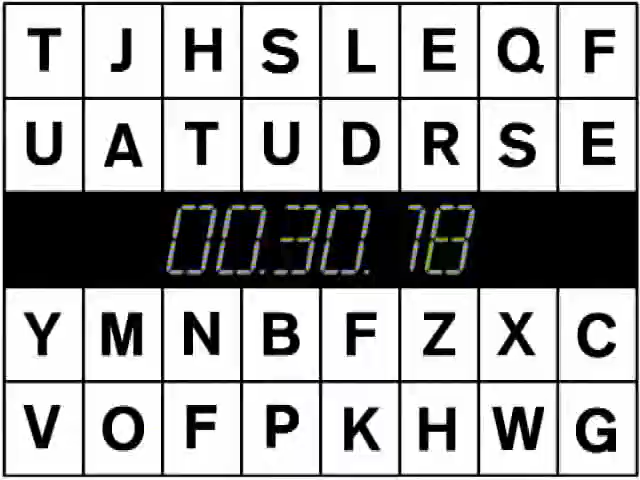 T J H S L E Q F
U A T U D R S E
00.30.18
Y M N B F Z X C
V O F P K H W G